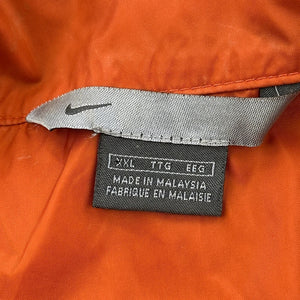 XXL TTG EEG
MADE IN MALAYSIA
FABRIQUE EN MALAISIE